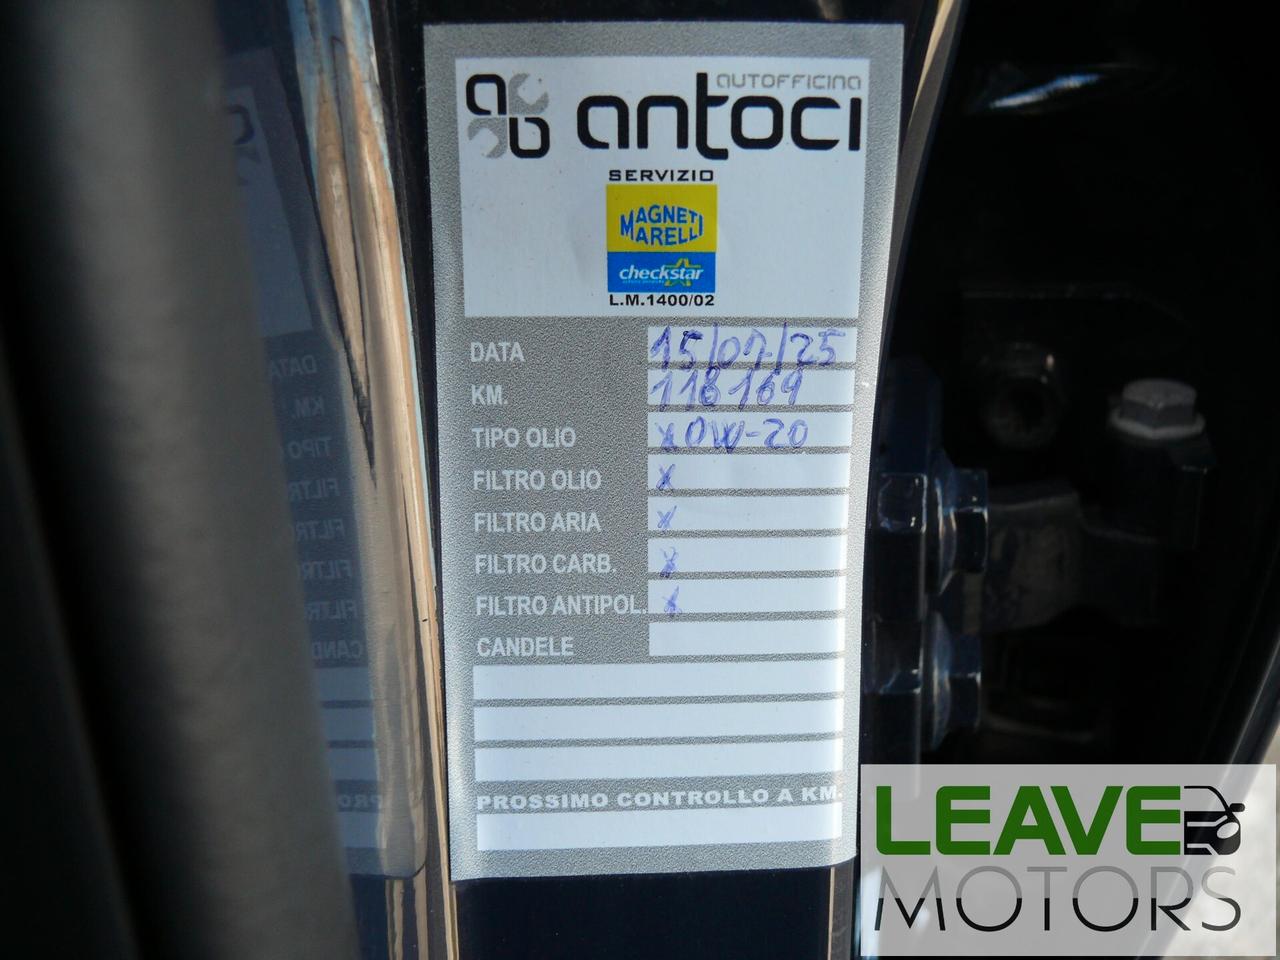 AUTOFFICINA
antoci
SERVIZIO
MAGNETI
MARELLI
checkstar
L.M.1400/02
DATA 15/07/25
KM. 118169
TIPO OLIO x 0W-20
FILTRO OLIO x
FILTRO ARIA x
FILTRO CARB. x
FILTRO ANTIPOL. x
CANDELE
PROSSIMO CONTROLLO A KM.
LEAVE
MOTORS